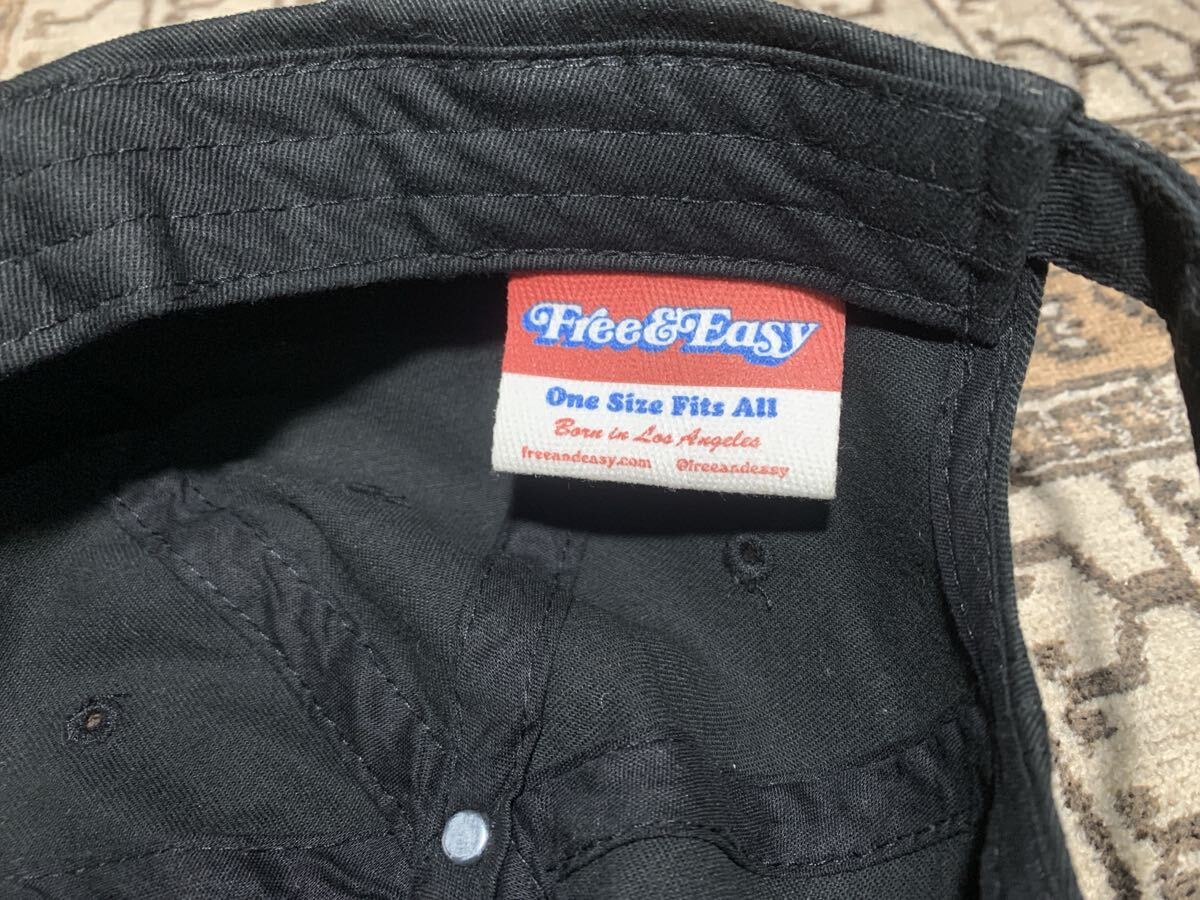 Free&Easy
One Size Fits All
Born in Los Angeles
freeandeasy.com @freeandeasy